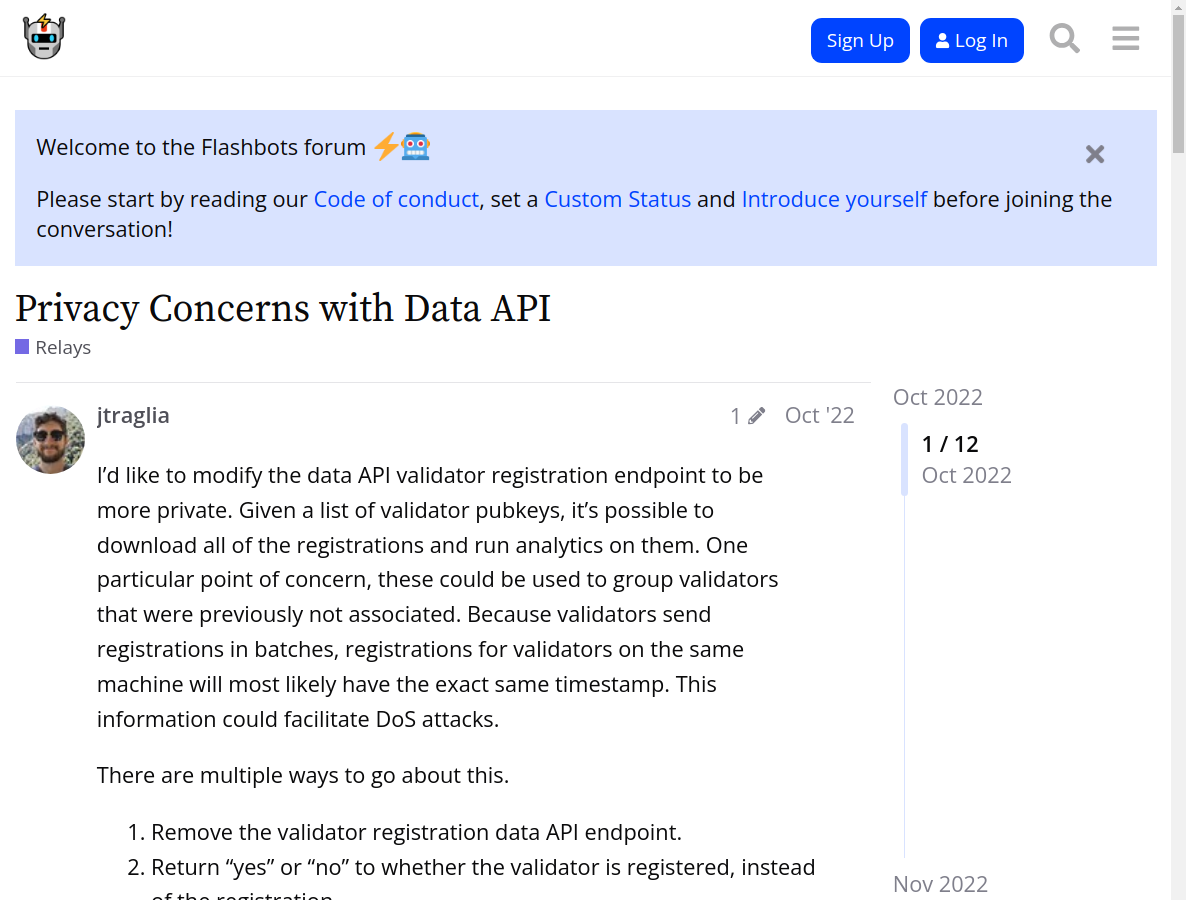 Sign Up
Log In
Welcome to the Flashbots forum
Please start by reading our Code of conduct, set a Custom Status and Introduce yourself before joining the
conversation!
Privacy Concerns with Data API
Relays
jtraglia
1
Oct '22
Oct 2022
1 / 12
Oct 2022
I’d like to modify the data API validator registration endpoint to be
more private. Given a list of validator pubkeys, it’s possible to
download all of the registrations and run analytics on them. One
particular point of concern, these could be used to group validators
that were previously not associated. Because validators send
registrations in batches, registrations for validators on the same
machine will most likely have the exact same timestamp. This
information could facilitate DoS attacks.
There are multiple ways to go about this.
1. Remove the validator registration data API endpoint.
2. Return “yes” or “no” to whether the validator is registered, instead
of the registration.
Nov 2022